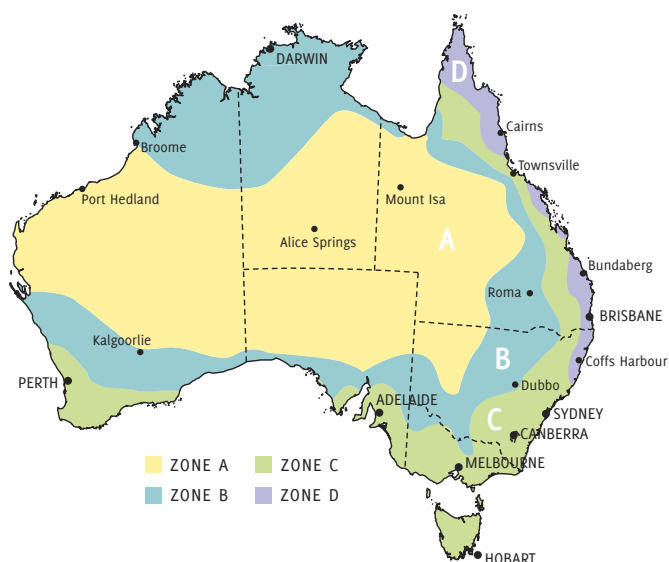 DARWIN
D
Cairns
Broome
Townsville
Port Hedland
Mount Isa
Alice Springs
A
Bundaberg
Roma
BRISBANE
Kalgoorlie
B
Coffs Harbour
PERTH
Dubbo
ADELAIDE
SYDNEY
C
CANBERRA
MELBOURNE
ZONE A
ZONE C
ZONE B
ZONE D
HOBART